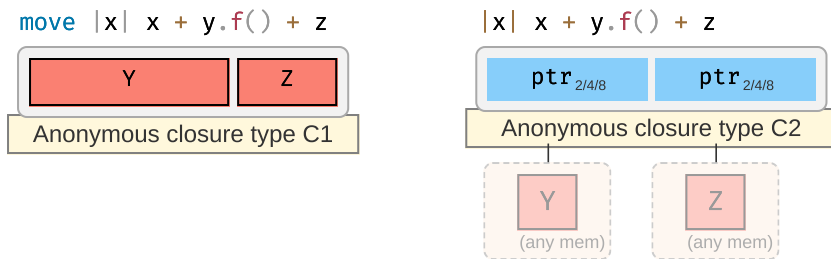 move |x| x + y.f() + z
Y Z
Anonymous closure type C1
|x| x + y.f() + z
ptr2/4/8 ptr2/4/8
Anonymous closure type C2
Y Z
(any mem) (any mem)